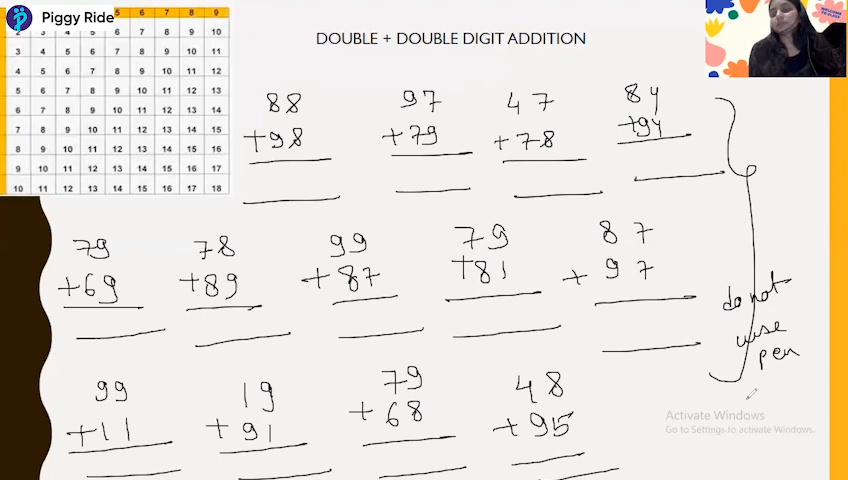 Piggy Ride
5 6 7 8 9
3 4 5 6 7 8 9 10
3 4 5 6 7 8 9 10 11
4 5 6 7 8 9 10 11 12
5 6 7 8 9 10 11 12 13
6 7 8 9 10 11 12 13 14
7 8 9 10 11 12 13 14 15
8 9 10 11 12 13 14 15 16
9 10 11 12 13 14 15 16 17
10 11 12 13 14 15 16 17 18
DOUBLE + DOUBLE DIGIT ADDITION
WELCOME TO CLASS
88 97 47 84
+98 +79 +78 +94
79 78 99 79 87
+69 +89 +87 +81 +97
do not
use
pen
99 19 79 48
+11 +91 +68 +95
Activate Windows
Go to Settings to activate Windows.